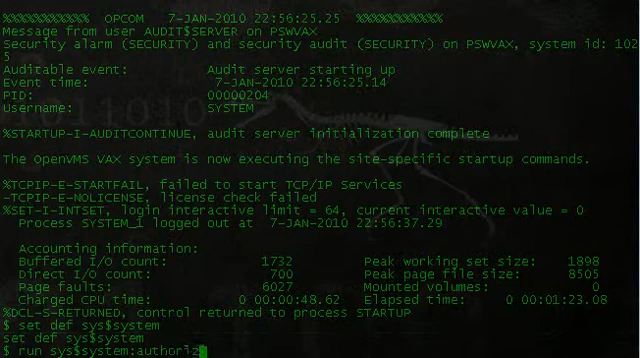 %%%%%%%%%%% OPCOM 7-JAN-2010 22:56:25.25 %%%%%%%%%%%
Message from user AUDIT$SERVER on PSWVAX
Security alarm (SECURITY) and security audit (SECURITY) on PSWVAX, system id: 102
5
Auditable event: Audit server starting up
Event time: 7-JAN-2010 22:56:25.14
PID: 00000204
Username: SYSTEM
%STARTUP-I-AUDITCONTINUE, audit server initialization complete
The OpenVMS VAX system is now executing the site-specific startup commands.
%TCPIP-E-STARTFAIL, failed to start TCP/IP Services
-TCPIP-E-NOLICENSE, license check failed
%SET-I-INTSET, login interactive limit = 64, current interactive value = 0
Process SYSTEM_1 logged out at 7-JAN-2010 22:56:37.29
Accounting information:
Buffered I/O count: 1732 Peak working set size: 1898
Direct I/O count: 700 Peak page file size: 8505
Page faults: 6027 Mounted volumes: 0
Charged CPU time: 0 00:00:48.62 Elapsed time: 0 00:01:23.08
%DCL-S-RETURNED, control returned to process STARTUP
$ set def sys$system
set def sys$system
$ run sys$system:authoriz